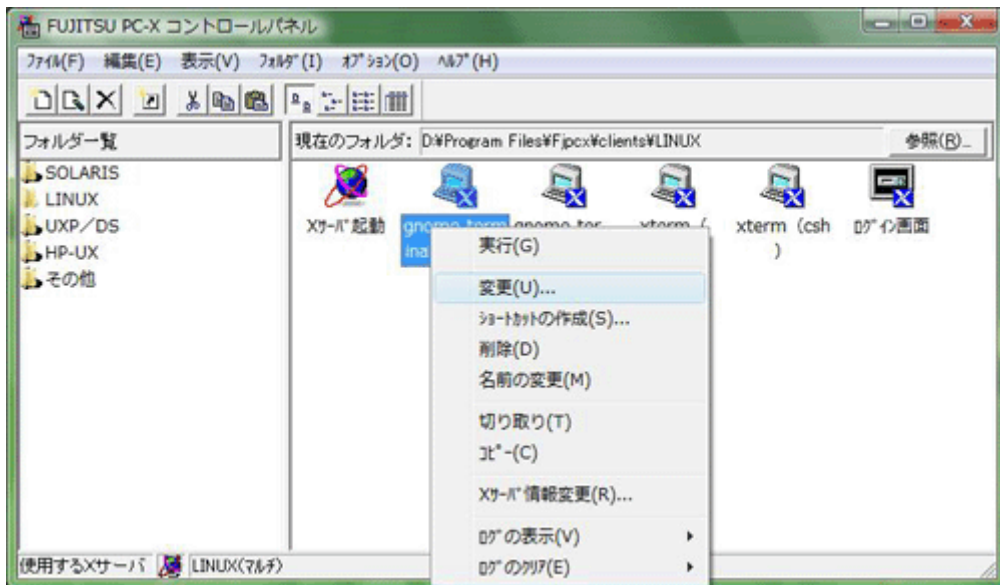 FUJITSU PC-X コントロールパネル
ﾌｧｲﾙ(F) 編集(E) 表示(V) ﾌｫﾙﾀﾞ(I) ｵﾌﾟｼｮﾝ(O) ﾍﾙﾌﾟ(H)
フォルダ一覧
現在のフォルダ: D:¥Program Files¥Fjpcx¥clients¥LINUX 参照(R)...
SOLARIS
LINUX
UXP／DS
HP-UX
その他
Xｻｰﾊﾞ起動 gnome-term gnome-ter xterm ( xterm (csh ﾛｸﾞｲﾝ画面
ina )
実行(G)
変更(U)...
ｼｮｰﾄｶｯﾄの作成(S)...
削除(D)
名前の変更(M)
切り取り(T)
ｺﾋﾟｰ(C)
Xｻｰﾊﾞ情報変更(R)...
ﾛｸﾞの表示(V)
ﾛｸﾞのｸﾘｱ(E)
使用するXサーバ LINUX(ﾏﾙﾁ)